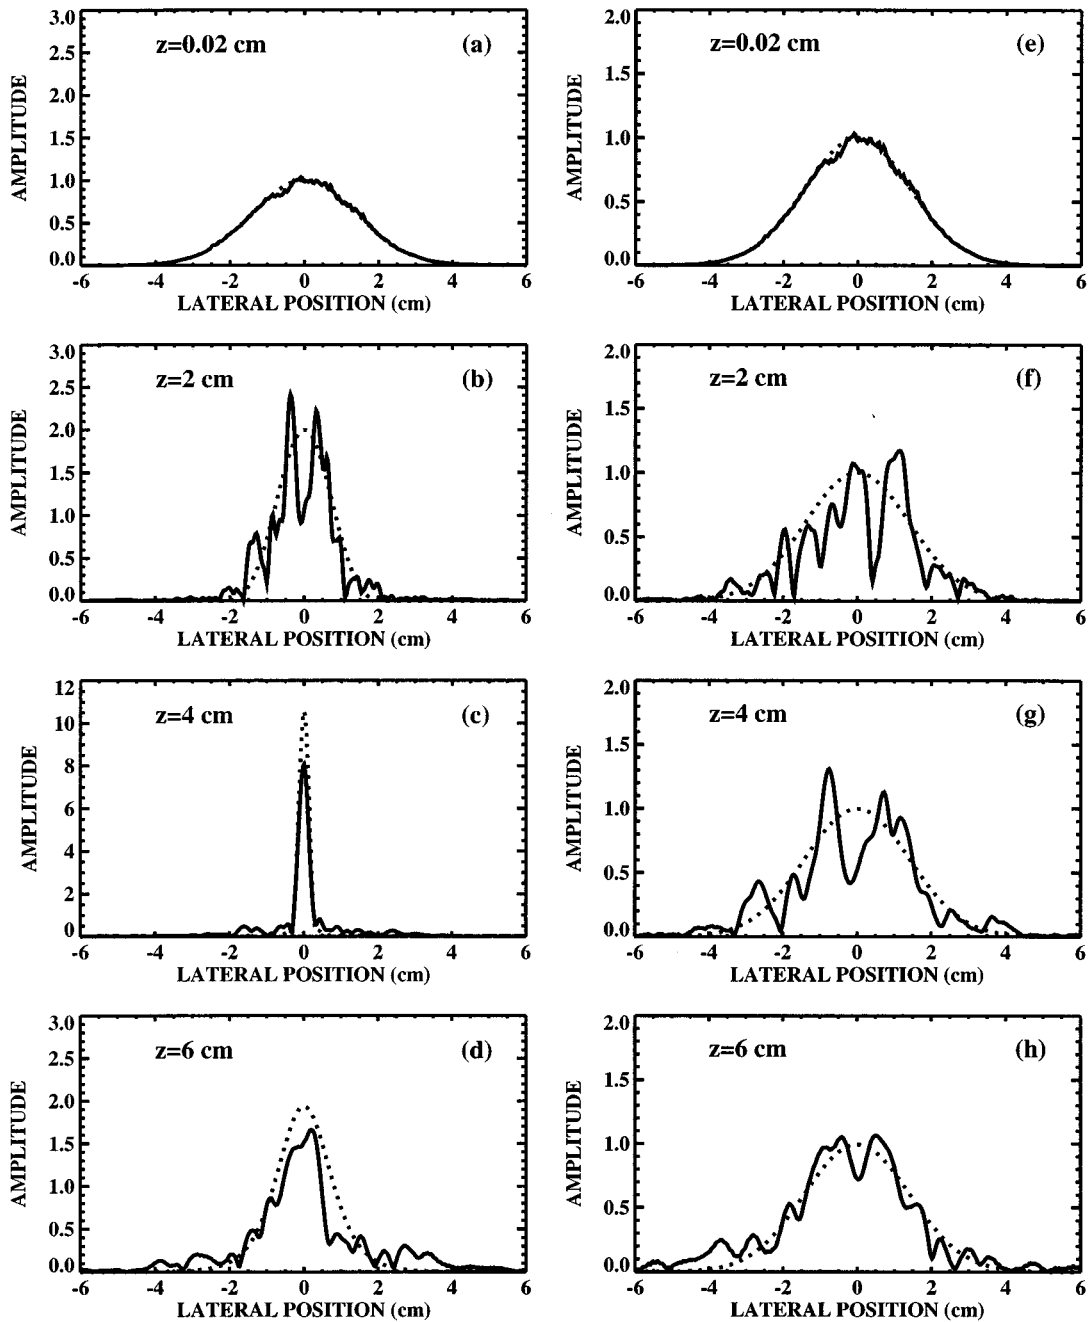 3.0
2.5
2.0
1.5
1.0
0.5
0.0
AMPLITUDE
z=0.02 cm
(a)
-6 -4 -2 0 2 4 6
LATERAL POSITION (cm)
2.0
1.5
1.0
0.5
0.0
AMPLITUDE
z=0.02 cm
(e)
-6 -4 -2 0 2 4 6
LATERAL POSITION (cm)
3.0
2.5
2.0
1.5
1.0
0.5
0.0
AMPLITUDE
z=2 cm
(b)
-6 -4 -2 0 2 4 6
LATERAL POSITION (cm)
2.0
1.5
1.0
0.5
0.0
AMPLITUDE
z=2 cm
(f)
-6 -4 -2 0 2 4 6
LATERAL POSITION (cm)
12
10
8
6
4
2
0
AMPLITUDE
z=4 cm
(c)
-6 -4 -2 0 2 4 6
LATERAL POSITION (cm)
2.0
1.5
1.0
0.5
0.0
AMPLITUDE
z=4 cm
(g)
-6 -4 -2 0 2 4 6
LATERAL POSITION (cm)
3.0
2.5
2.0
1.5
1.0
0.5
0.0
AMPLITUDE
z=6 cm
(d)
-6 -4 -2 0 2 4 6
LATERAL POSITION (cm)
2.0
1.5
1.0
0.5
0.0
AMPLITUDE
z=6 cm
(h)
-6 -4 -2 0 2 4 6
LATERAL POSITION (cm)